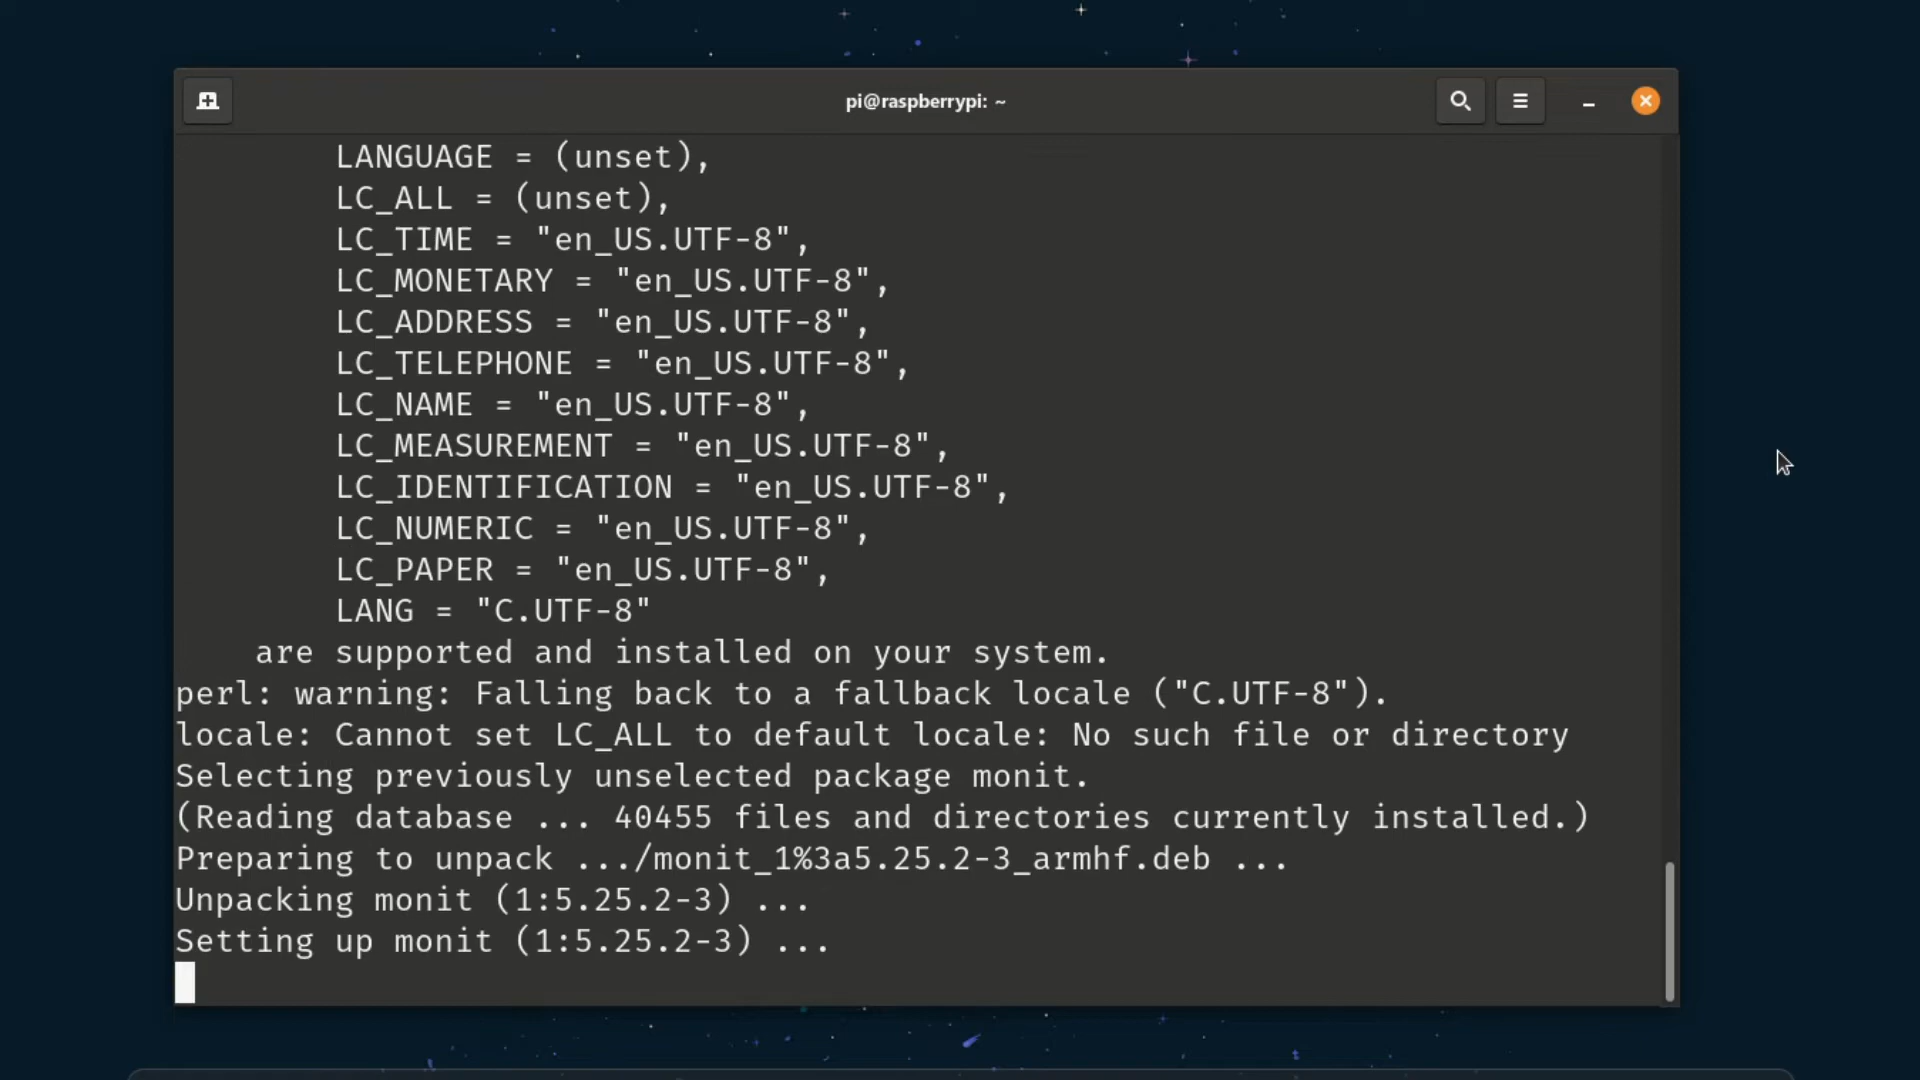 pi@raspberrypi: ~
LANGUAGE = (unset),
LC_ALL = (unset),
LC_TIME = "en_US.UTF-8",
LC_MONETARY = "en_US.UTF-8",
LC_ADDRESS = "en_US.UTF-8",
LC_TELEPHONE = "en_US.UTF-8",
LC_NAME = "en_US.UTF-8",
LC_MEASUREMENT = "en_US.UTF-8",
LC_IDENTIFICATION = "en_US.UTF-8",
LC_NUMERIC = "en_US.UTF-8",
LC_PAPER = "en_US.UTF-8",
LANG = "C.UTF-8"
are supported and installed on your system.
perl: warning: Falling back to a fallback locale ("C.UTF-8").
locale: Cannot set LC_ALL to default locale: No such file or directory
Selecting previously unselected package monit.
(Reading database ... 40455 files and directories currently installed.)
Preparing to unpack .../monit_1%3a5.25.2-3_armhf.deb ...
Unpacking monit (1:5.25.2-3) ...
Setting up monit (1:5.25.2-3) ...